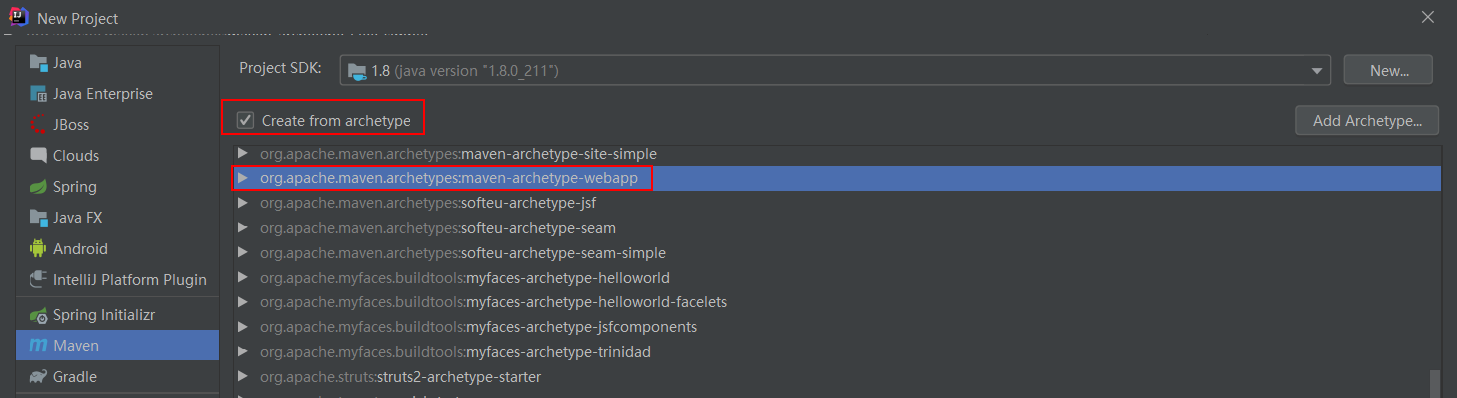 New Project
Java
Java Enterprise
JBoss
Clouds
Spring
Java FX
Android
IntelliJ Platform Plugin
Spring Initializr
Maven
Gradle
Project SDK: 1.8 (java version "1.8.0_211") New...
Create from archetype Add Archetype...
org.apache.maven.archetypes:maven-archetype-site-simple
org.apache.maven.archetypes:maven-archetype-webapp
org.apache.maven.archetypes:softeu-archetype-jsf
org.apache.maven.archetypes:softeu-archetype-seam
org.apache.maven.archetypes:softeu-archetype-seam-simple
org.apache.myfaces.buildtools:myfaces-archetype-helloworld
org.apache.myfaces.buildtools:myfaces-archetype-helloworld-facelets
org.apache.myfaces.buildtools:myfaces-archetype-jsfcomponents
org.apache.myfaces.buildtools:myfaces-archetype-trinidad
org.apache.struts:struts2-archetype-starter